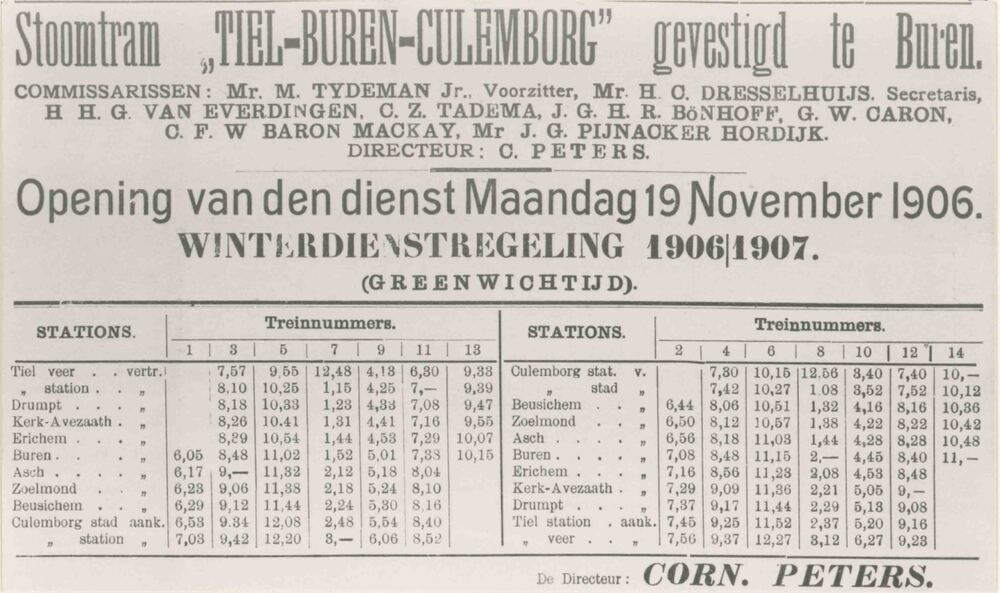 Stoomtram „TIEL-BUREN-CULEMBORG” gevestigd te Buren.
COMMISSARISSEN: Mr. M. TYDEMAN Jr., Voorzitter, Mr. H. C. DRESSELHUIJS. Secretaris,
H H. G. VAN EVERDINGEN, C. Z. TADEMA, J. G. H. R. BöNHOFF, G. W. CARON,
C. F. W BARON MACKAY, Mr J. G. PIJNACKER HORDIJK.
DIRECTEUR: C. PETERS.
Opening van den dienst Maandag 19 November 1906.
WINTERDIENSTREGELING 1906|1907.
(GREENWICHTIJD).
STATIONS. Treinnummers.
1 3 5 7 9 11 13
Tiel veer . . vertr. 7,57 9,55 12,48 4,13 6,30 9,33
„ station . „ 8,10 10,25 1,15 4,25 7,— 9,39
Drumpt . . . „ 8,18 10,33 1,23 4,33 7,08 9,47
Kerk-Avezaath . „ 8,26 10.41 1,31 4,41 7,16 9,55
Erichem . . . „ 8,39 10,54 1,44 4,53 7,29 10,07
Buren . . . „ 6,05 8,48 11,02 1,52 5,01 7,38 10,15
Asch . . . . „ 6,17 9,— 11,32 2,12 5,18 8,04
Zoelmond . . „ 6,23 9,06 11,38 2,18 5,24 8,10
Beusichem . . „ 6,29 9,12 11,44 2,24 5,30 8,16
Culemborg stad aank. 6,53 9.34 12,08 2,48 5,54 8,40
„ station „ 7,03 9,42 12,20 3,— 6,06 8,52
STATIONS. Treinnummers.
2 4 6 8 10 12 14
Culemborg stat. v. 7,30 10,15 12,56 3,40 7,40 10,—
„ stad „ 7,42 10,27 1.08 3,52 7,52 10,12
Beusichem . . „ 6,44 8,06 10,51 1,32 4,16 8,16 10,36
Zoelmond . . „ 6,50 8,12 10,57 1,38 4,22 8,22 10,42
Asch . . . . „ 6,56 8,18 11,03 1,44 4,28 8,28 10,48
Buren . . . . „ 7,08 8,48 11,15 2,— 4,45 8,40 11,—
Erichem . . . „ 7,16 8,56 11,23 2,08 4,53 8,48
Kerk-Avezaath . „ 7,29 9,09 11,36 2,21 5,05 9,—
Drumpt . . . „ 7,37 9,17 11,44 2,29 5,13 9,08
Tiel station . aank. 7,45 9,25 11,52 2,37 5,20 9,16
„ veer . . „ 7,56 9,37 12,27 3,12 6,27 9,23
De Directeur: CORN. PETERS.